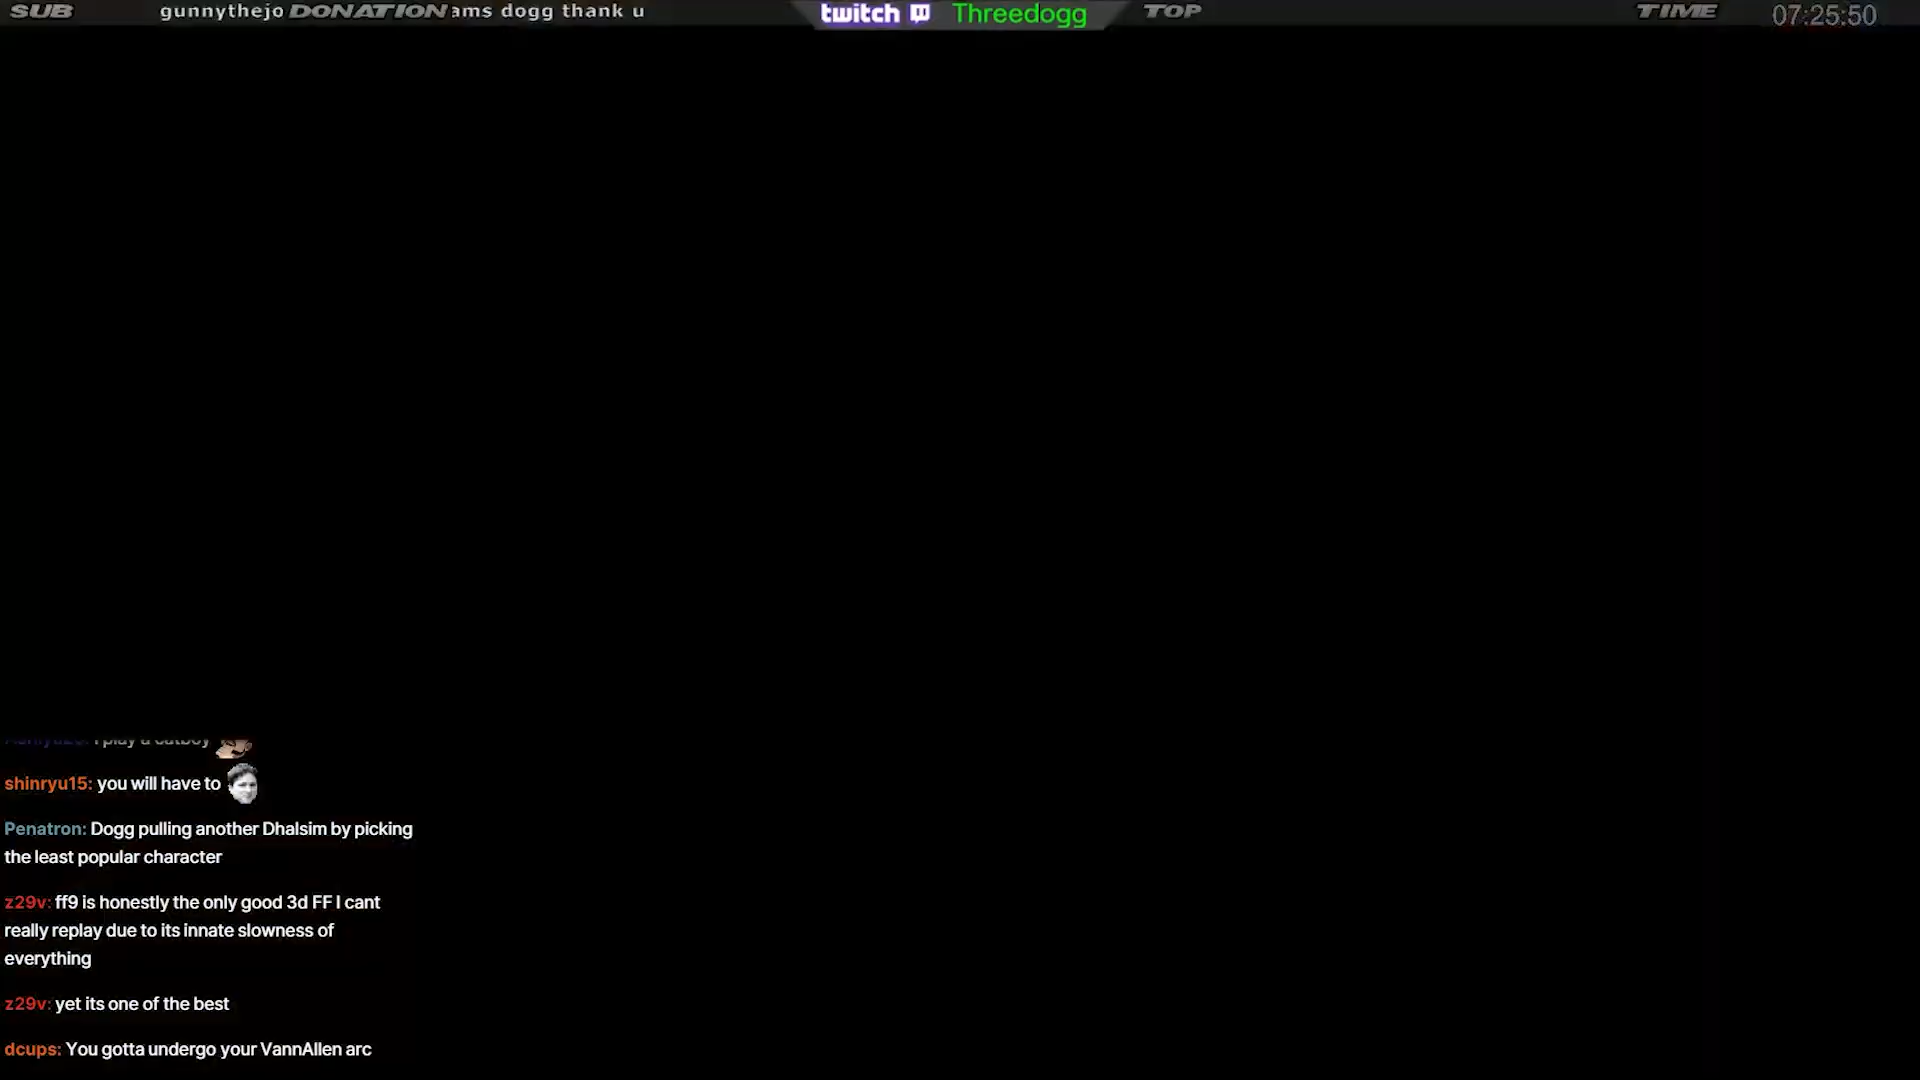 SUB gunnythejo DONATION ams dogg thank u twitch Threedogg TOP TIME 07:25:50
I play a catboy
shinryu15: you will have to
Penatron: Dogg pulling another Dhalsim by picking
the least popular character
z29v: ff9 is honestly the only good 3d FF I cant
really replay due to its innate slowness of
everything
z29v: yet its one of the best
dcups: You gotta undergo your VannAllen arc